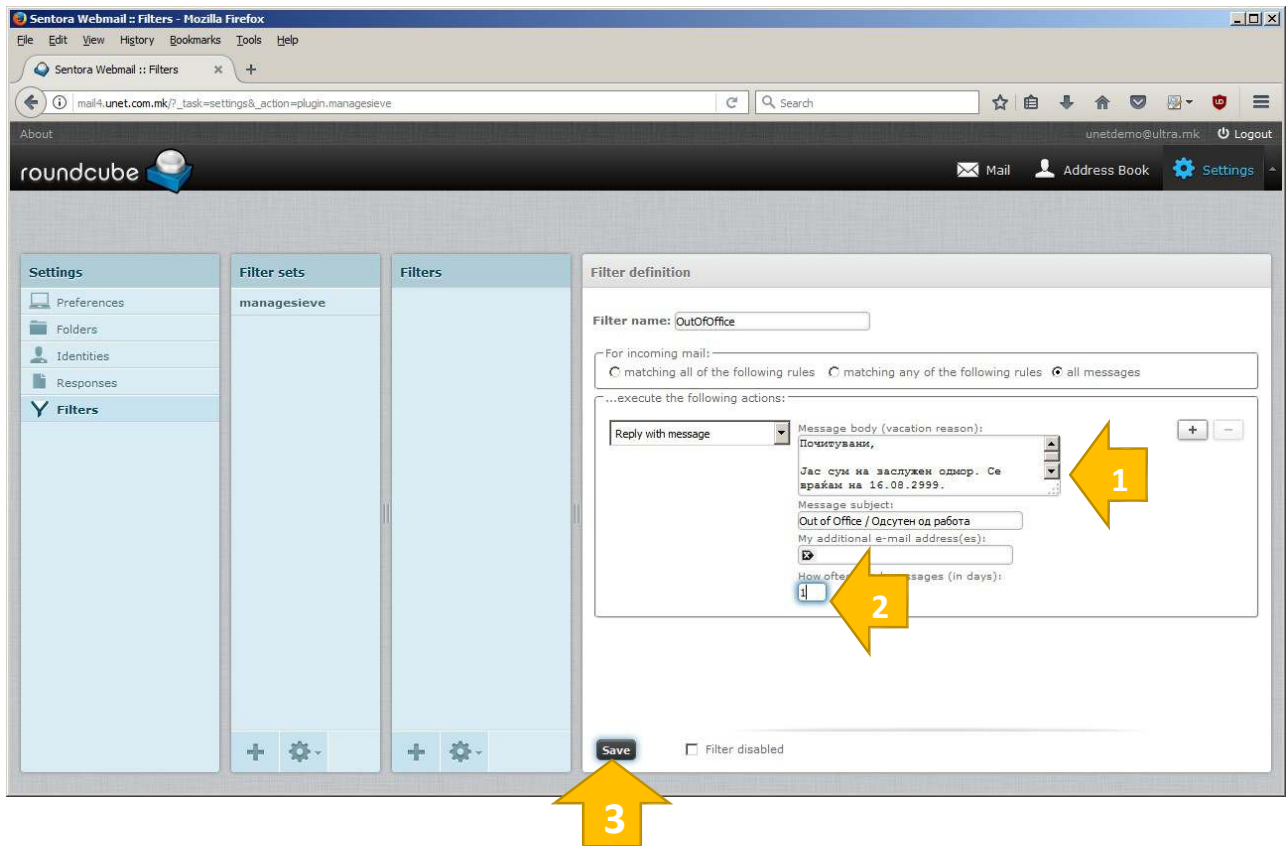 Sentora Webmail :: Filters - Mozilla Firefox
File Edit View History Bookmarks Tools Help
Sentora Webmail :: Filters
mail4.unet.com.mk/?_task=settings&_action=plugin.managesieve
Search
About
unetdemo@ultra.mk Logout
roundcube
Mail Address Book Settings
Settings
Preferences
Folders
Identities
Responses
Filters
Filter sets
managesieve
Filters
Filter definition
Filter name: OutOfOffice
For incoming mail:
matching all of the following rules matching any of the following rules all messages
...execute the following actions:
Reply with message
Message body (vacation reason):
Почитувани,
Јас сум на заслужен одмор. Се
враќам на 16.08.2999.
1
Message subject:
Out of Office / Одсутен од работа
My additional e-mail address(es):
How ssages (in days):
1
2
Save Filter disabled
3